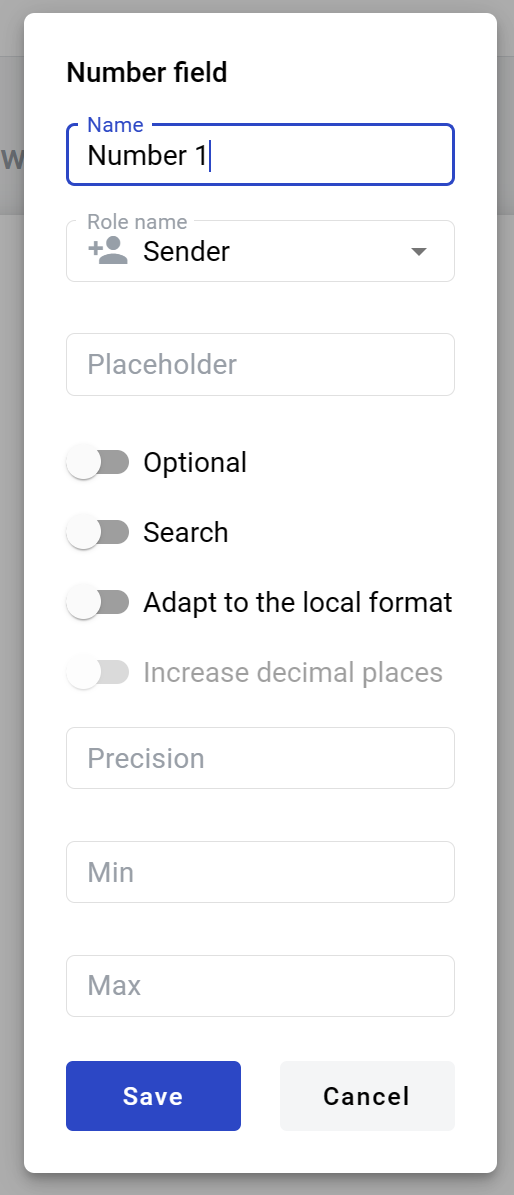 Number field
Name
Number 1
Role name
Sender
Placeholder
Optional
Search
Adapt to the local format
Increase decimal places
Precision
Min
Max
Save
Cancel